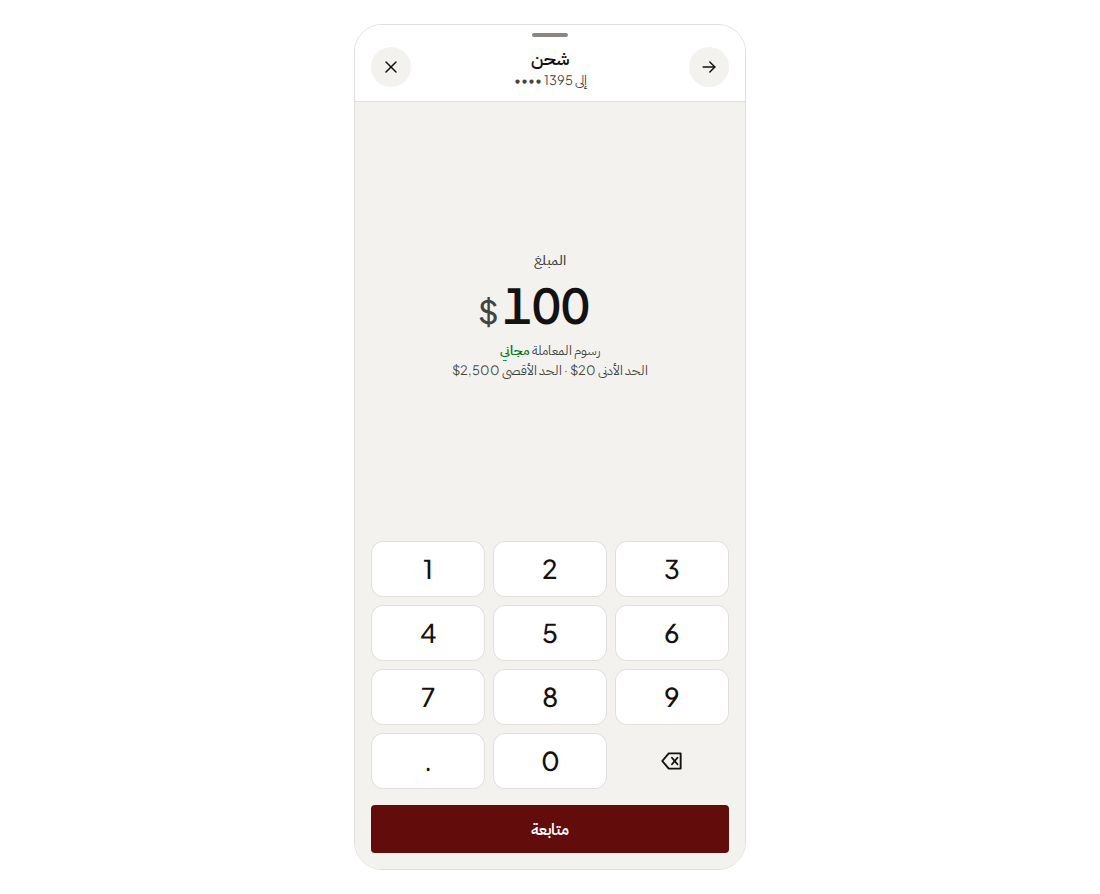 شحن
إلى 1395 ••••
المبلغ
$100
رسوم المعاملة مجاني
الحد الأدنى 20$ · الحد الأقصى 2,500$
1 2 3
4 5 6
7 8 9
. 0
متابعة